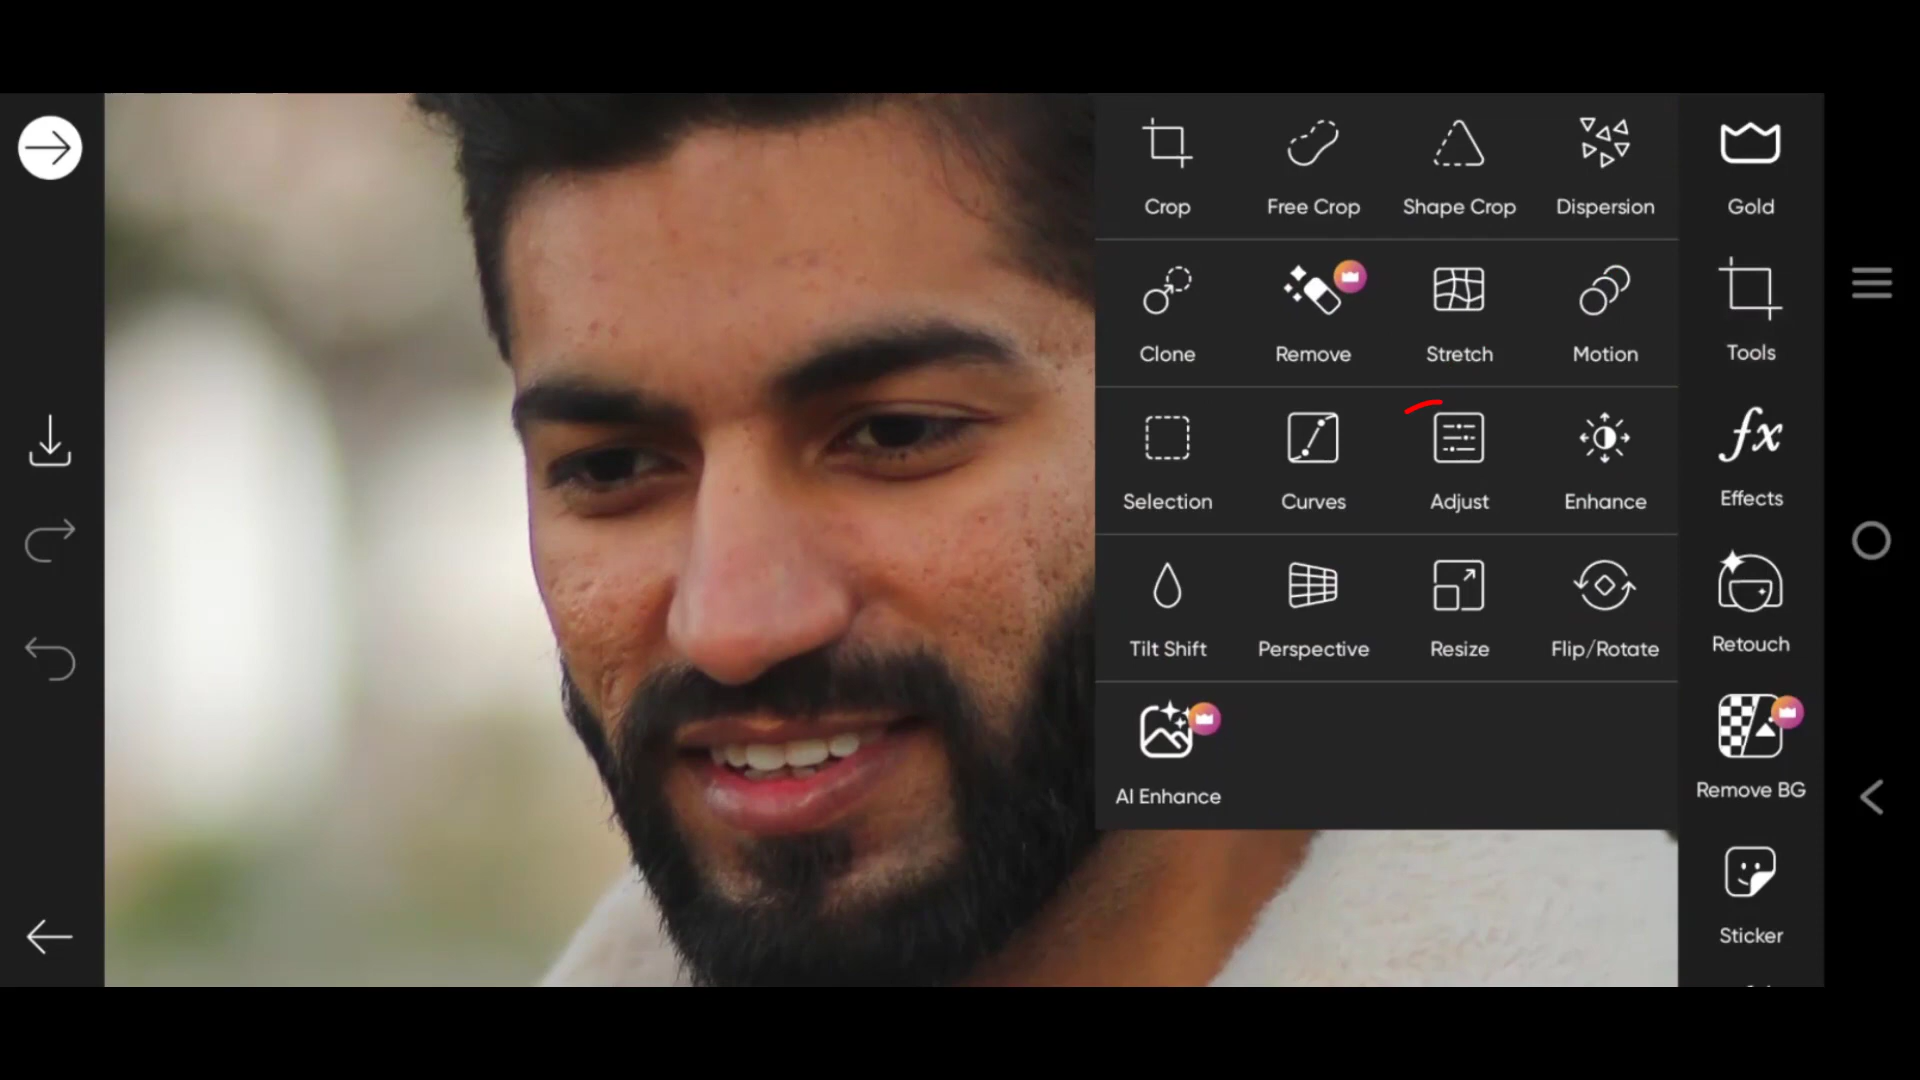 Crop Free Crop Shape Crop Dispersion Gold
Clone Remove Stretch Motion Tools
Selection Curves Adjust Enhance Effects
Tilt Shift Perspective Resize Flip/Rotate Retouch
AI Enhance Remove BG
Sticker